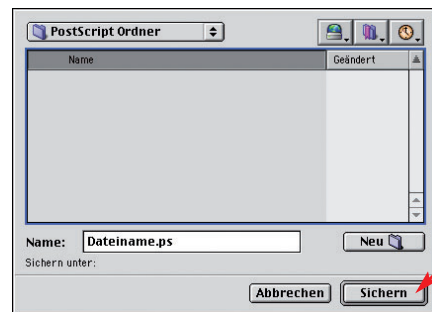 PostScript Ordner
Name Geändert
Name: Dateiname.ps Neu
Sichern unter:
Abbrechen Sichern